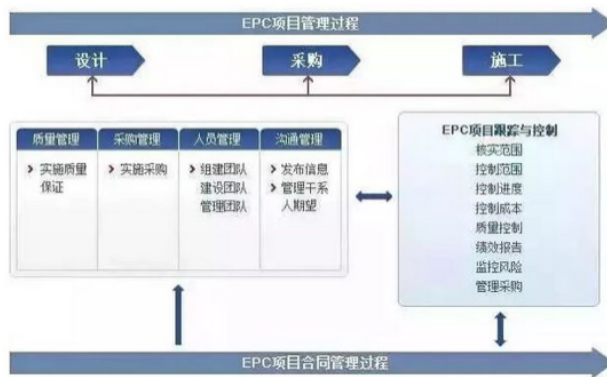 EPC项目管理过程
设计
采购
施工
质量管理
采购管理
人员管理
沟通管理
实施质量
保证
实施采购
组建团队
建设团队
管理团队
发布信息
管理干系
人期望
EPC项目跟踪与控制
核实范围
控制范围
控制进度
控制成本
质量控制
绩效报告
监控风险
管理采购
EPC项目合同管理过程